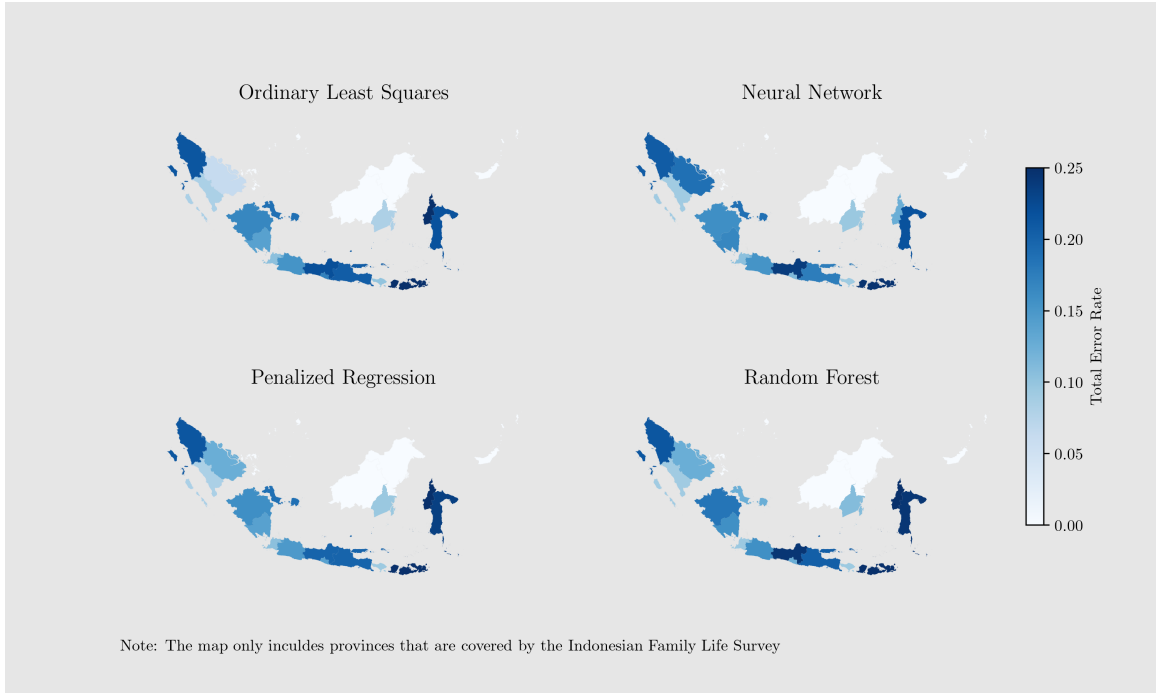 Ordinary Least Squares
Neural Network
0.25
0.20
0.15
0.10
0.05
0.00
Total Error Rate
Penalized Regression
Random Forest
Note: The map only inculdes provinces that are covered by the Indonesian Family Life Survey